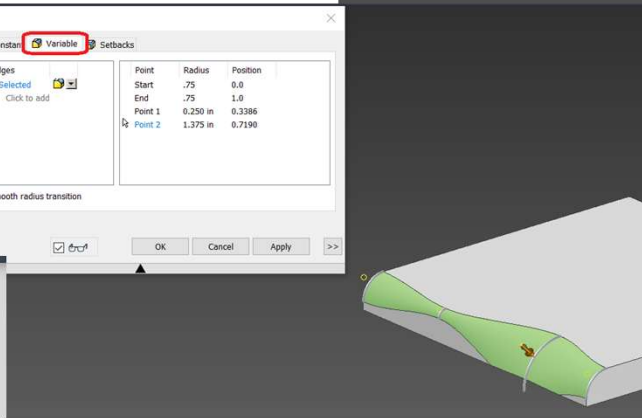 Variable Setbacks
Point Radius Position
Selected Start .75 0.0
Click to add End .75 1.0
Point 1 0.250 in 0.3386
Point 2 1.375 in 0.7190
radius transition
OK Cancel Apply >>